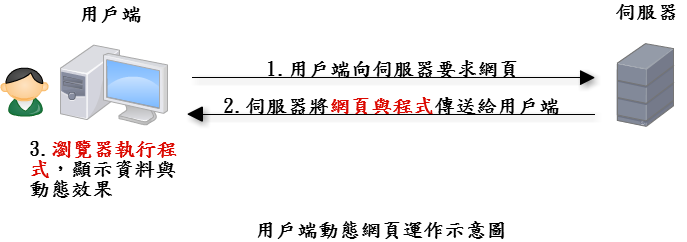 用戶端
伺服器
1.用戶端向伺服器要求網頁
2.伺服器將網頁與程式傳送給用戶端
3.瀏覽器執行程
式，顯示資料與
動態效果
用戶端動態網頁運作示意圖